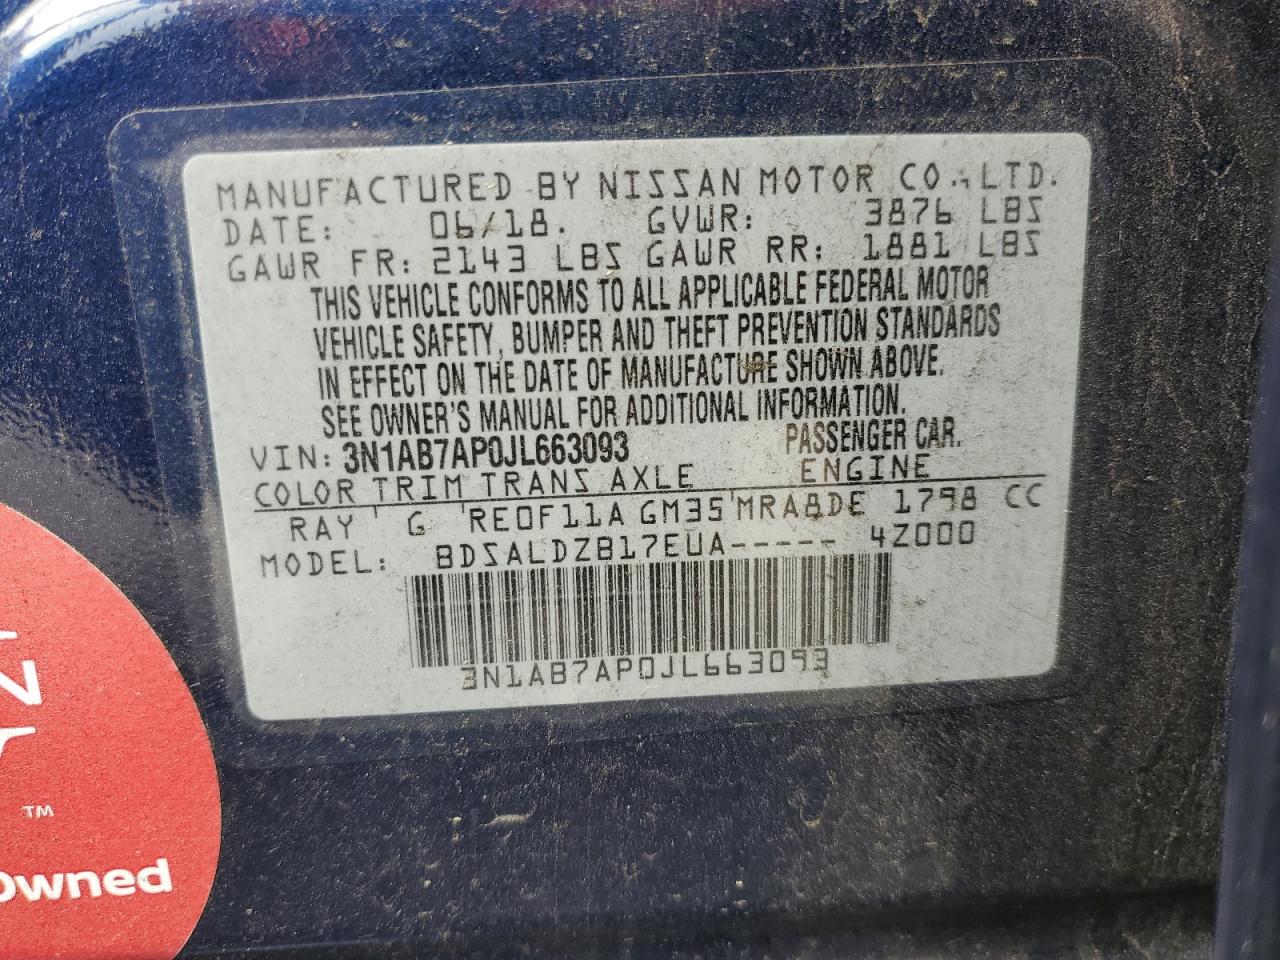 MANUFACTURED BY NISSAN MOTOR CO., LTD.
DATE: 06/18. GVWR: 3876 LBS
GAWR FR: 2143 LBS GAWR RR: 1881 LBS
THIS VEHICLE CONFORMS TO ALL APPLICABLE FEDERAL MOTOR
VEHICLE SAFETY, BUMPER AND THEFT PREVENTION STANDARDS
IN EFFECT ON THE DATE OF MANUFACTURE SHOWN ABOVE.
SEE OWNER'S MANUAL FOR ADDITIONAL INFORMATION.
VIN: 3N1AB7AP0JL663093 PASSENGER CAR.
COLOR TRIM TRANS AXLE ENGINE
RAY G RE0F11A GM35 MRA8DE 1798 CC
MODEL: BDSALDZB17EUA----- 4Z000
3N1AB7AP0JL663093
TM
Owned